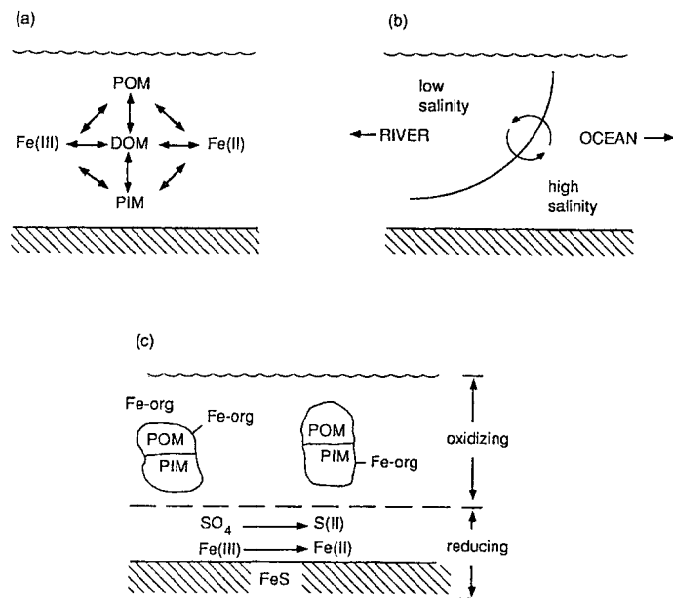 (a)
POM
Fe(III) DOM Fe(II)
PIM
(b)
low
salinity
RIVER
OCEAN
high
salinity
(c)
Fe-org
Fe-org
POM
PIM
POM
PIM
Fe-org
oxidizing
SO₄ S(II)
Fe(III) Fe(II)
reducing
FeS